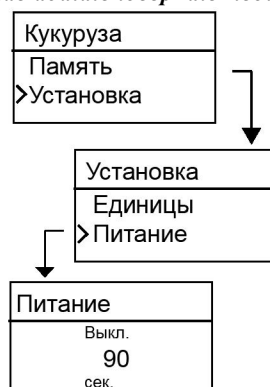 Кукуруза
Память
>Установка
Установка
Единицы
>Питание
Питание
Выкл.
90
сек.